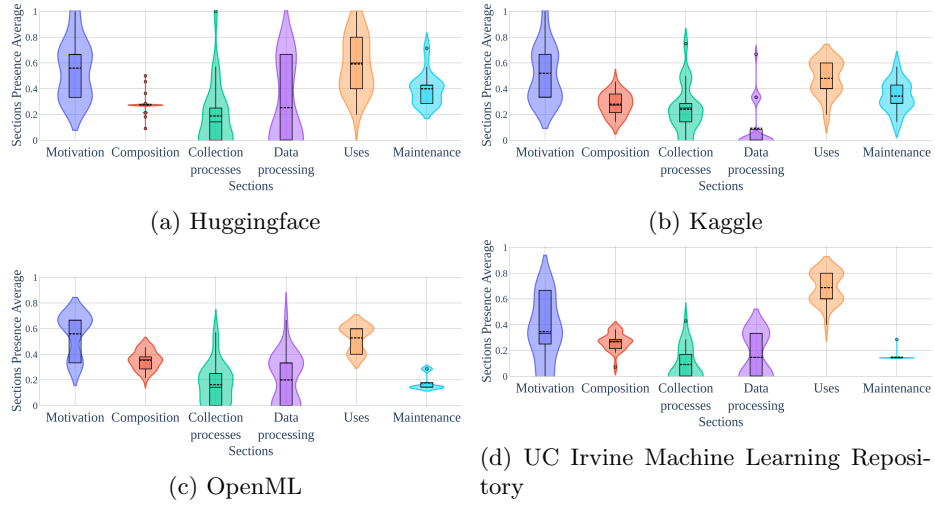 Sections Presence Average
1
0.8
0.6
0.4
0.2
0
Motivation
Composition
Collection
processes
Data
processing
Uses
Maintenance
Sections
(a) Huggingface
Sections Presence Average
1
0.8
0.6
0.4
0.2
0
Motivation
Composition
Collection
processes
Data
processing
Uses
Maintenance
Sections
(b) Kaggle
Sections Presence Average
1
0.8
0.6
0.4
0.2
0
Motivation
Composition
Collection
processes
Data
processing
Uses
Maintenance
Sections
(c) OpenML
Sections Presence Average
1
0.8
0.6
0.4
0.2
0
Motivation
Composition
Collection
processes
Data
processing
Uses
Maintenance
Sections
(d) UC Irvine Machine Learning Reposi-
tory